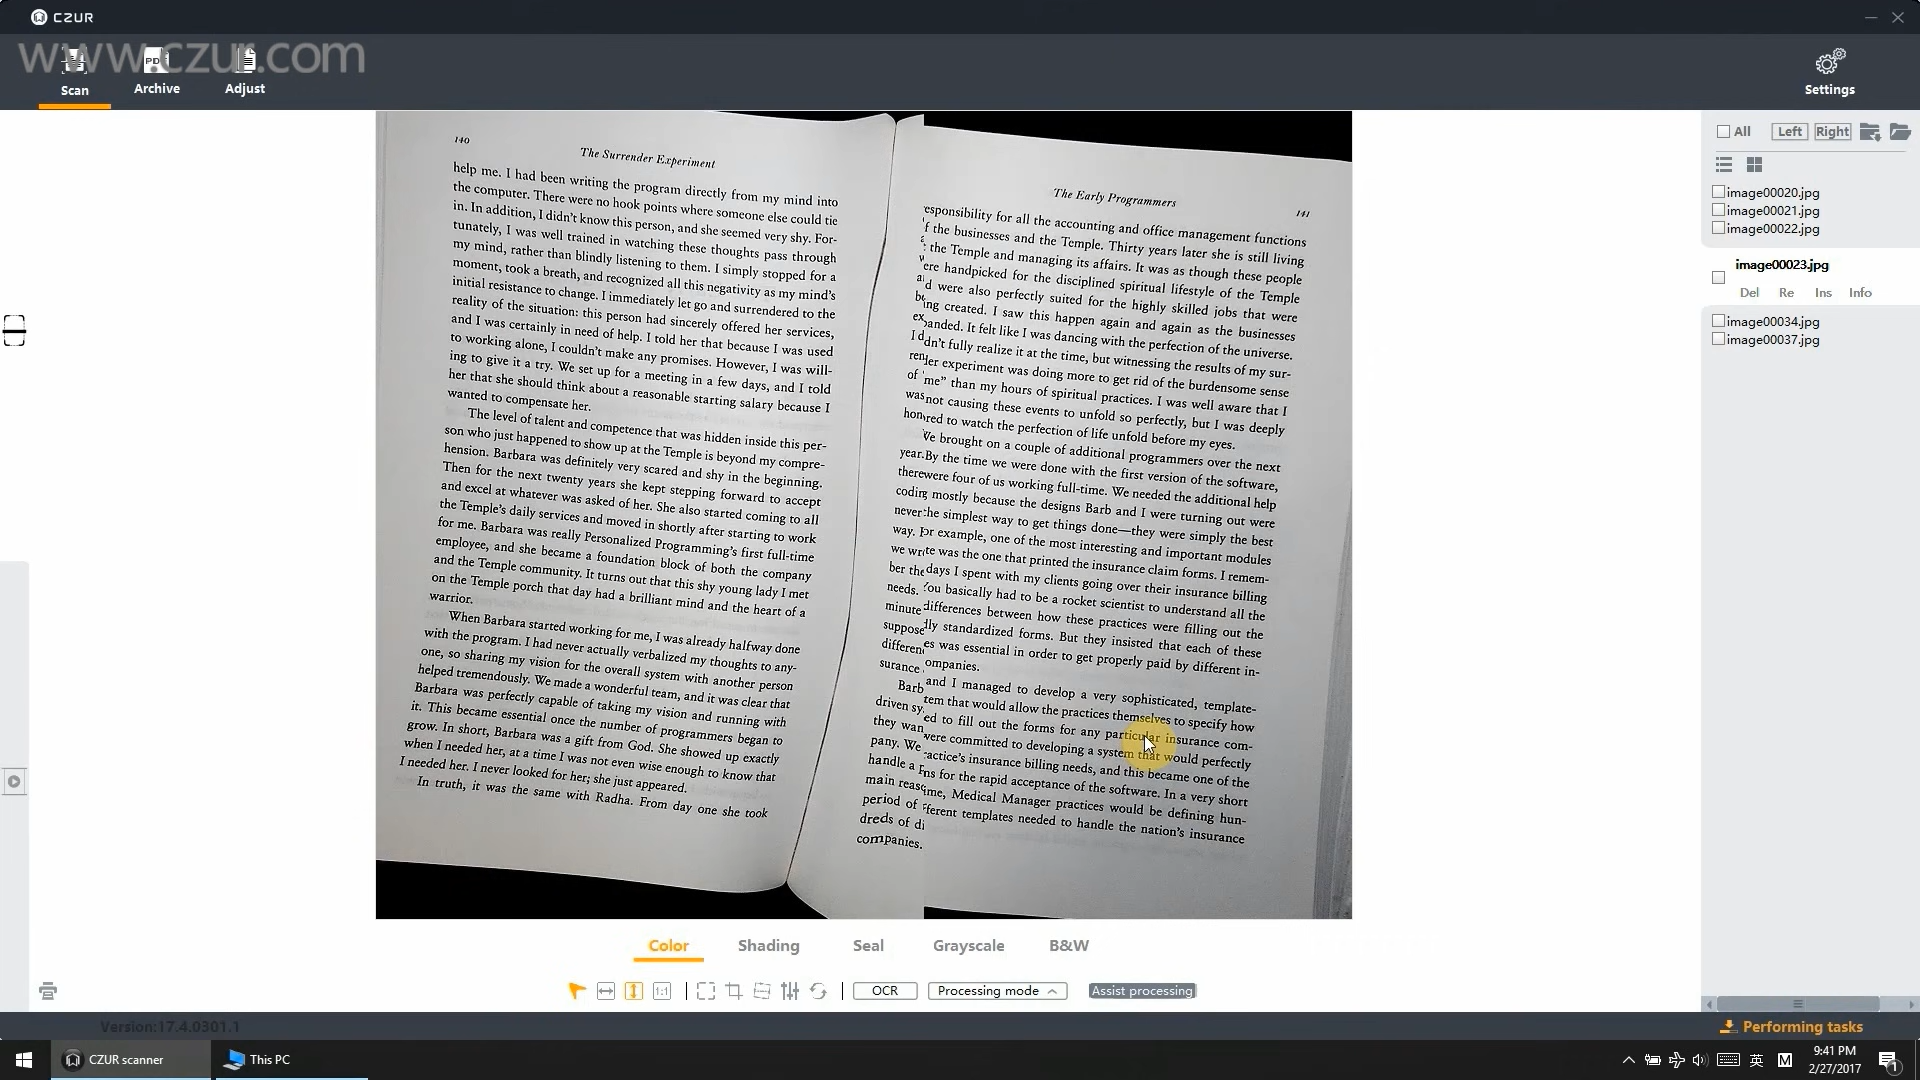 CZUR
www.czur.com
Scan
Archive
Adjust
Settings
140
The Surrender Experiment
help me. I had been writing the program directly from my mind into
the computer. There were no hook points where someone else could tie
in. In addition, I didn't know this person, and she seemed very shy. For-
tunately, I was well trained in watching these thoughts pass through
my mind, rather than blindly listening to them. I simply stopped for a
moment, took a breath, and recognized all this negativity as my mind's
initial resistance to change. I immediately let go and surrendered to the
reality of the situation: this person had sincerely offered her services,
and I was certainly in need of help. I told her that because I was used
to working alone, I couldn't make any promises. However, I was will-
ing to give it a try. We set up for a meeting in a few days, and I told
her that she should think about a reasonable starting salary because I
wanted to compensate her.
The level of talent and competence that was hidden inside this per-
son who just happened to show up at the Temple is beyond my compre-
hension. Barbara was definitely very scared and shy in the beginning.
Then for the next twenty years she kept stepping forward to accept
and excel at whatever was asked of her. She also started coming to all
the Temple's daily services and moved in shortly after starting to work
for me. Barbara was really Personalized Programming's first full-time
employee, and she became a foundation block of both the company
and the Temple community. It turns out that this shy young lady I met
on the Temple porch that day had a brilliant mind and the heart of a
warrior.
When Barbara started working for me, I was already halfway done
with the program. I had never actually verbalized my thoughts to any-
one, so sharing my vision for the overall system with another person
helped tremendously. We made a wonderful team, and it was clear that
Barbara was perfectly capable of taking my vision and running with
it. This became essential once the number of programmers began to
grow. In short, Barbara was a gift from God. She showed up exactly
when I needed her, at a time I was not even wise enough to know that
I needed her. I never looked for her; she just appeared.
In truth, it was the same with Radha. From day one she took
The Early Programmers
141
esponsibility for all the accounting and office management functions
f the businesses and the Temple. Thirty years later she is still living
the Temple and managing its affairs. It was as though these people
ere handpicked for the disciplined spiritual lifestyle of the Temple
d were also perfectly suited for the highly skilled jobs that were
ing created. I saw this happen again and again as the businesses
expanded. It felt like I was dancing with the perfection of the universe.
I didn't fully realize it at the time, but witnessing the results of my sur-
render experiment was doing more to get rid of the burdensome sense
of "me" than my hours of spiritual practices. I was well aware that I
was not causing these events to unfold so perfectly, but I was deeply
honored to watch the perfection of life unfold before my eyes.
We brought on a couple of additional programmers over the next
year. By the time we were done with the first version of the software,
there were four of us working full-time. We needed the additional help
coding mostly because the designs Barb and I were turning out were
never the simplest way to get things done—they were simply the best
way. For example, one of the most interesting and important modules
we wrote was the one that printed the insurance claim forms. I remem-
ber the days I spent with my clients going over their insurance billing
needs. You basically had to be a rocket scientist to understand all the
minute differences between how these practices were filling out the
suppose dly standardized forms. But they insisted that each of these
differen es was essential in order to get properly paid by different in-
surance ompanies.
Barb and I managed to develop a very sophisticated, template-
driven sy tem that would allow the practices themselves to specify how
they wan ed to fill out the forms for any particular insurance com-
pany. We were committed to developing a system that would perfectly
handle a p ractice's insurance billing needs, and this became one of the
main reas ns for the rapid acceptance of the software. In a very short
period of ime, Medical Manager practices would be defining hun-
dreds of di fferent templates needed to handle the nation's insurance
companies.
All
Left
Right
image00020.jpg
image00021.jpg
image00022.jpg
image00023.jpg
Del
Re
Ins
Info
image00034.jpg
image00037.jpg
Color
Shading
Seal
Grayscale
B&W
1:1
OCR
Processing mode
Assist processing
Version:17.4.0301.1
Performing tasks
CZUR scanner
This PC
英
M
9:41 PM
2/27/2017
1